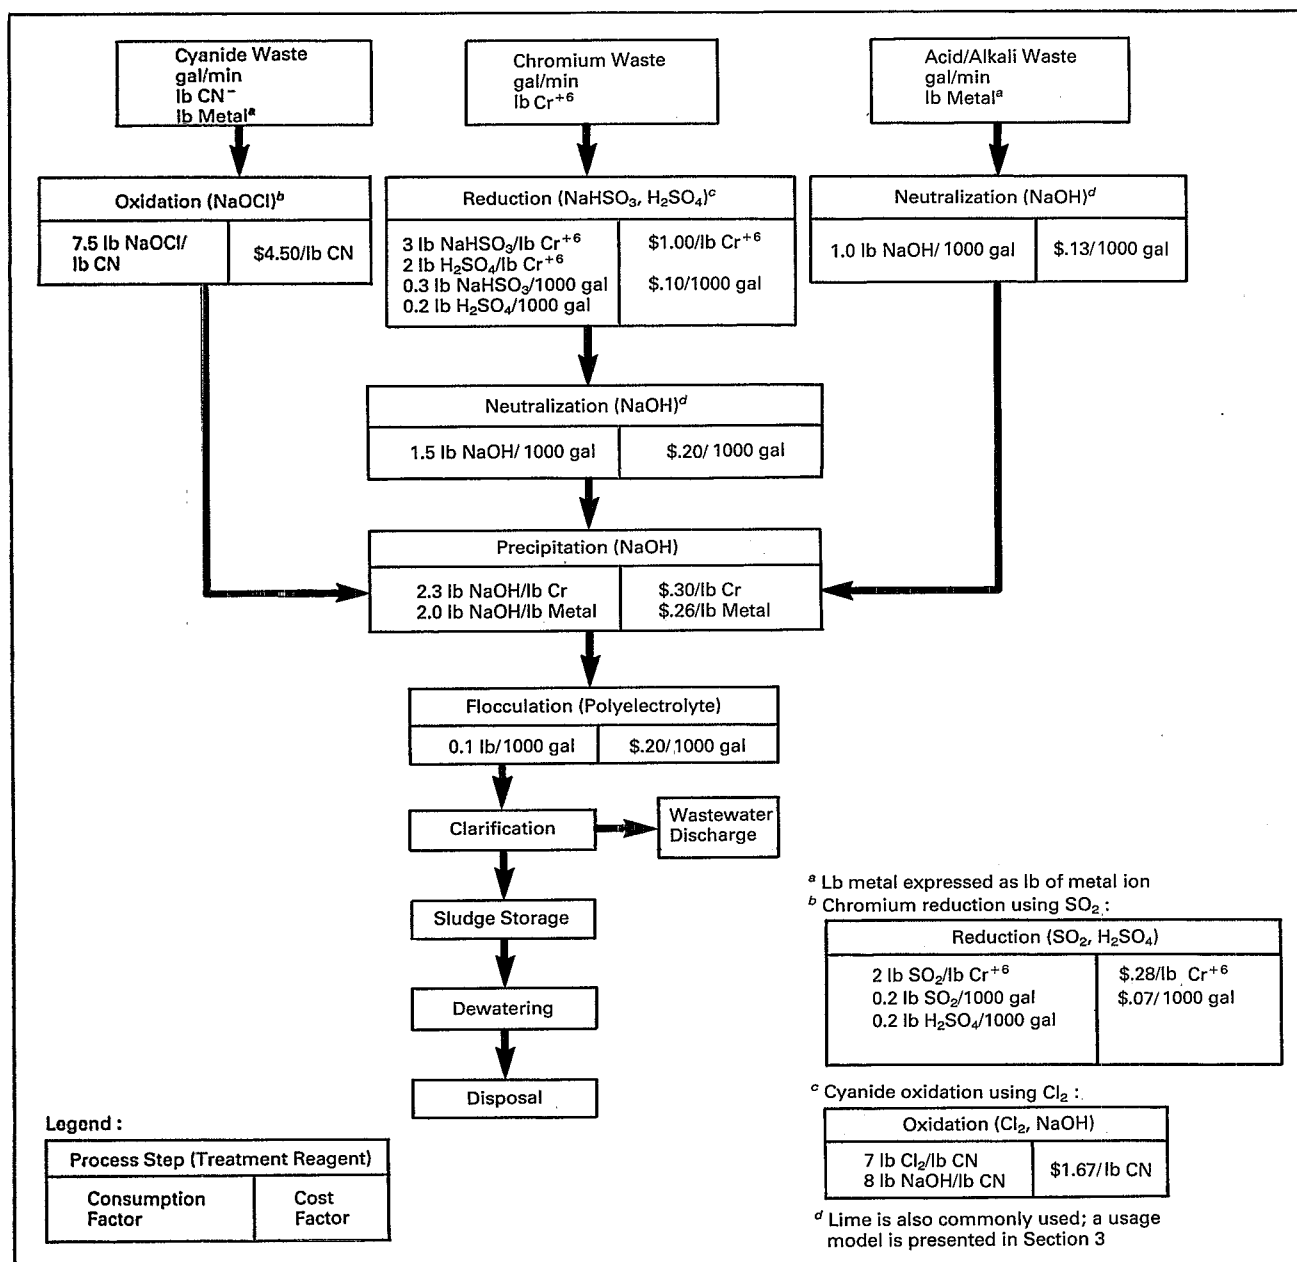 Cyanide Waste
gal/min
lb CN⁻
lb Metalᵃ
Chromium Waste
gal/min
lb Cr⁺⁶
Acid/Alkali Waste
gal/min
lb Metalᵃ
Oxidation (NaOCl)ᵇ
7.5 lb NaOCl/
lb CN
$4.50/lb CN
Reduction (NaHSO₃, H₂SO₄)ᶜ
3 lb NaHSO₃/lb Cr⁺⁶
2 lb H₂SO₄/lb Cr⁺⁶
0.3 lb NaHSO₃/1000 gal
0.2 lb H₂SO₄/1000 gal
$1.00/lb Cr⁺⁶
$.10/1000 gal
Neutralization (NaOH)ᵈ
1.0 lb NaOH/ 1000 gal
$.13/1000 gal
Neutralization (NaOH)ᵈ
1.5 lb NaOH/ 1000 gal
$.20/ 1000 gal
Precipitation (NaOH)
2.3 lb NaOH/lb Cr
2.0 lb NaOH/lb Metal
$.30/lb Cr
$.26/lb Metal
Flocculation (Polyelectrolyte)
0.1 lb/1000 gal
$.20/ 1000 gal
Clarification
Wastewater
Discharge
Sludge Storage
Dewatering
Disposal
Legend :
Process Step (Treatment Reagent)
Consumption
Factor
Cost
Factor
ᵃ Lb metal expressed as lb of metal ion
ᵇ Chromium reduction using SO₂ :
Reduction (SO₂, H₂SO₄)
2 lb SO₂/lb Cr⁺⁶
0.2 lb SO₂/1000 gal
0.2 lb H₂SO₄/1000 gal
$.28/lb Cr⁺⁶
$.07/ 1000 gal
ᶜ Cyanide oxidation using Cl₂ :
Oxidation (Cl₂, NaOH)
7 lb Cl₂/lb CN
8 lb NaOH/lb CN
$1.67/lb CN
ᵈ Lime is also commonly used; a usage
model is presented in Section 3